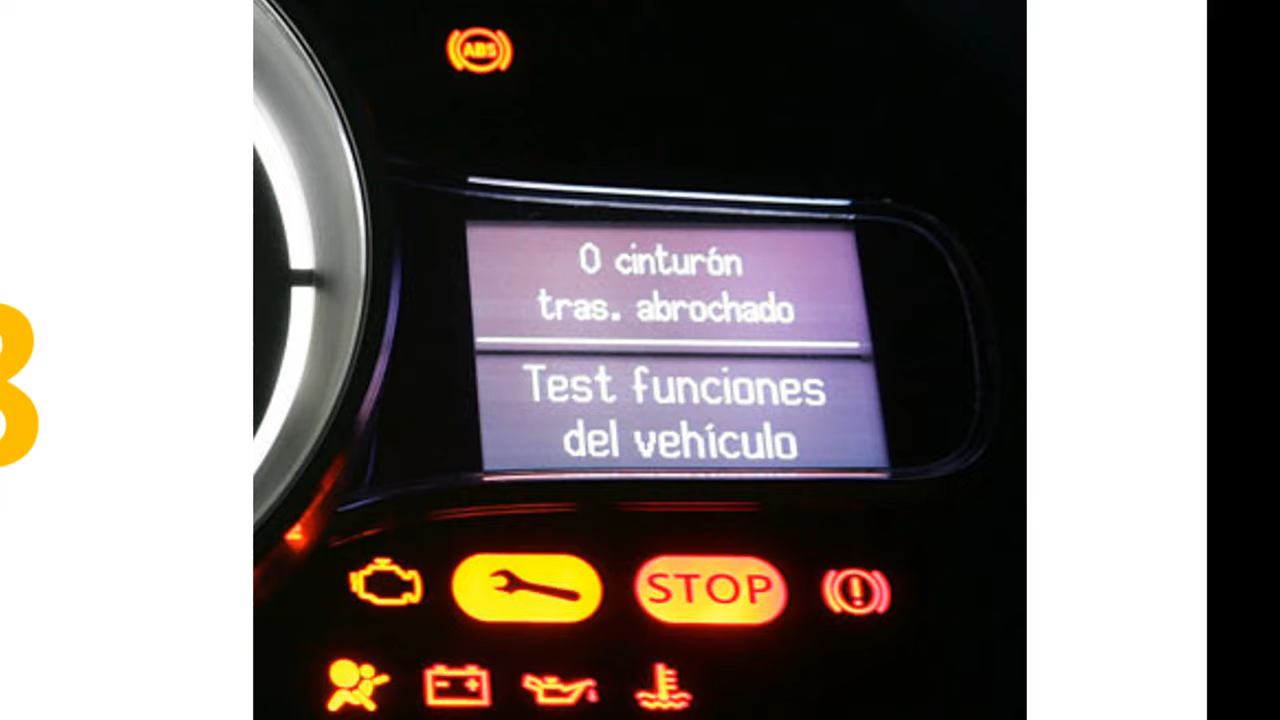 ABS
0 cinturón
tras. abrochado
Test funciones
del vehículo
STOP